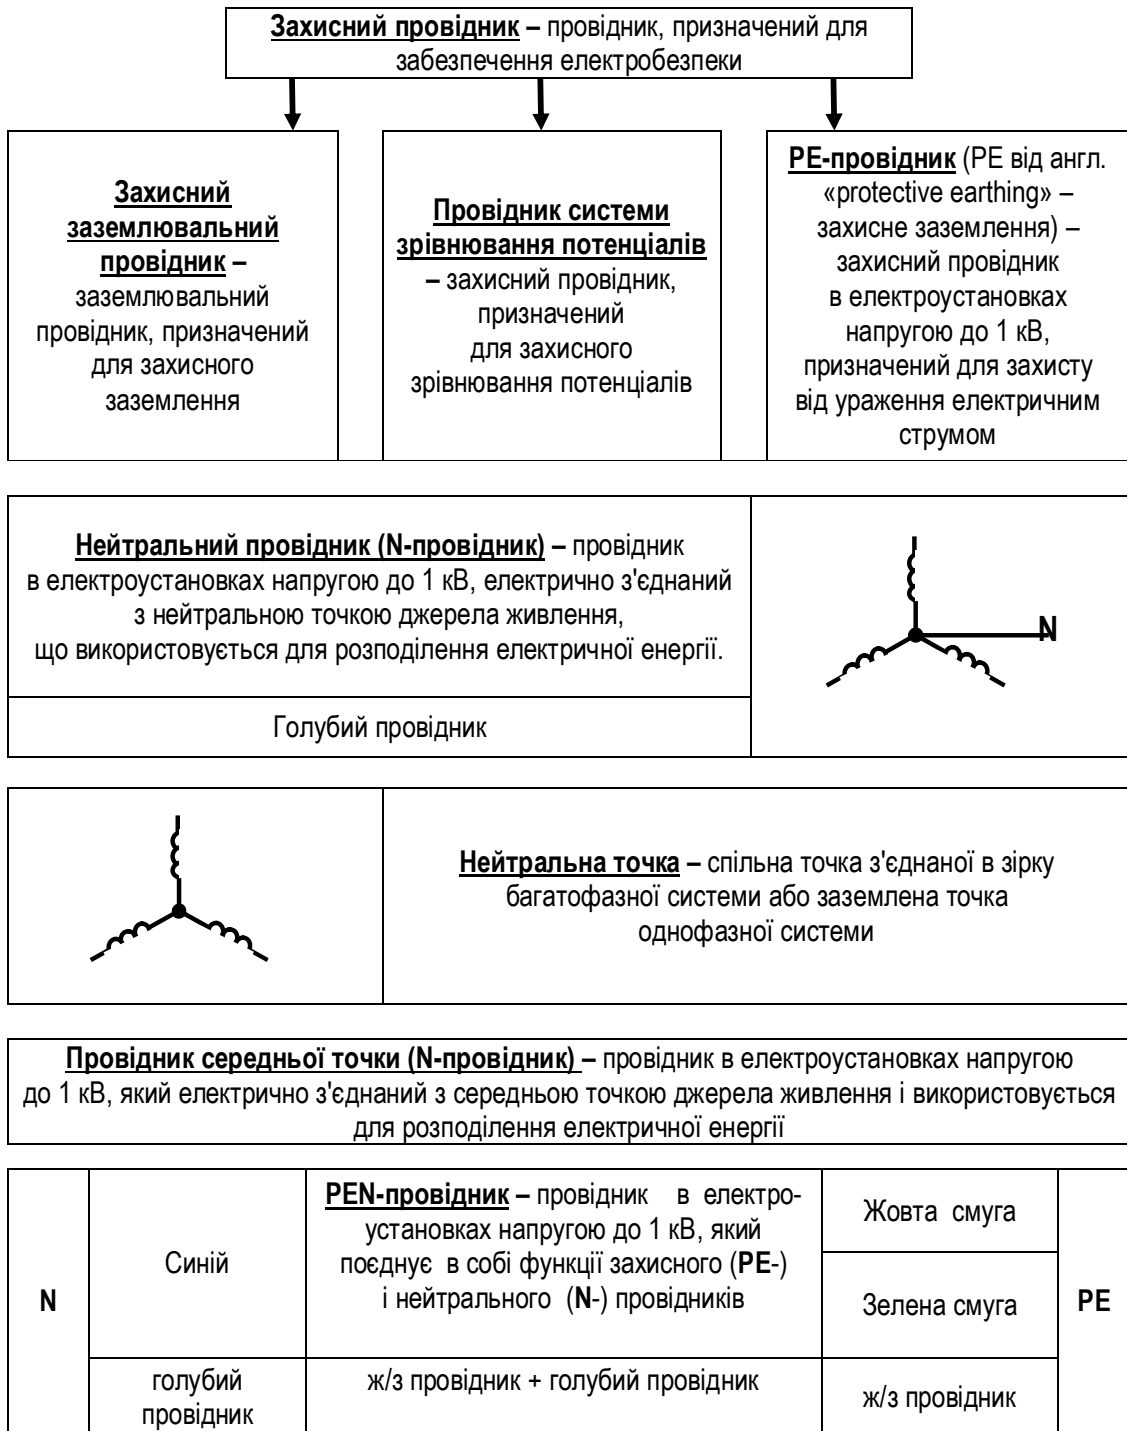 Захисний провідник – провідник, призначений для
забезпечення електробезпеки
Захисний
заземлювальний
провідник –
заземлювальний
провідник, призначений
для захисного
заземлення
Провідник системи
зрівнювання потенціалів
– захисний провідник,
призначений
для захисного
зрівнювання потенціалів
PE-провідник (PE від англ.
«protective earthing» –
захисне заземлення) –
захисний провідник
в електроустановках
напругою до 1 кВ,
призначений для захисту
від ураження електричним
струмом
Нейтральний провідник (N-провідник) – провідник
в електроустановках напругою до 1 кВ, електрично з'єднаний
з нейтральною точкою джерела живлення,
що використовується для розподілення електричної енергії.
Голубий провідник
N
Нейтральна точка – спільна точка з'єднаної в зірку
багатофазної системи або заземлена точка
однофазної системи
Провідник середньої точки (N-провідник) – провідник в електроустановках напругою
до 1 кВ, який електрично з'єднаний з середньою точкою джерела живлення і використовується
для розподілення електричної енергії
N
Синій
PEN-провідник – провідник в електро-
установках напругою до 1 кВ, який
поєднує в собі функції захисного (PE-)
і нейтрального (N-) провідників
Жовта смуга
Зелена смуга
PE
голубий
провідник
ж/з провідник + голубий провідник
ж/з провідник